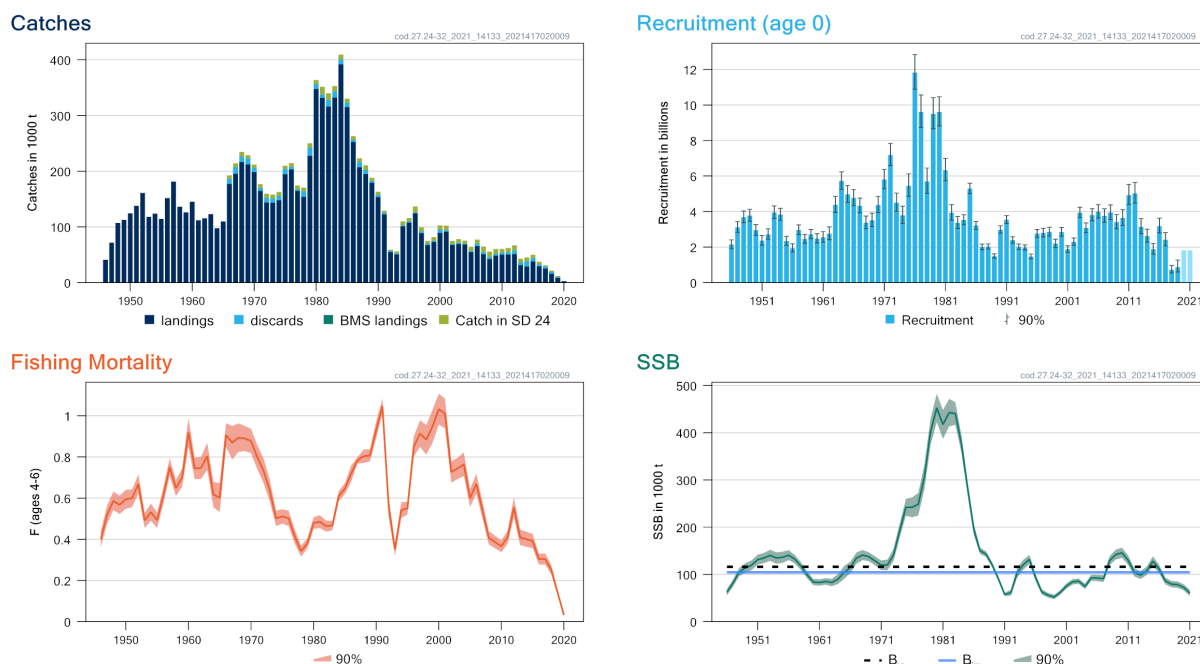 Catches
cod.27.24-32_2021_14133_2021417020009
Catches in 1000 t
400
300
200
100
0
1950 1960 1970 1980 1990 2000 2010 2020
landings discards BMS landings Catch in SD 24
Recruitment (age 0)
cod.27.24-32_2021_14133_2021417020009
Recruitment in billions
12
10
8
6
4
2
0
1951 1961 1971 1981 1991 2001 2011 2021
Recruitment 90%
Fishing Mortality
cod.27.24-32_2021_14133_2021417020009
F (ages 4-6)
1
0.8
0.6
0.4
0.2
0
1950 1960 1970 1980 1990 2000 2010 2020
90%
SSB
cod.27.24-32_2021_14133_2021417020009
SSB in 1000 t
500
400
300
200
100
0
1951 1961 1971 1981 1991 2001 2011 2021
B B 90%